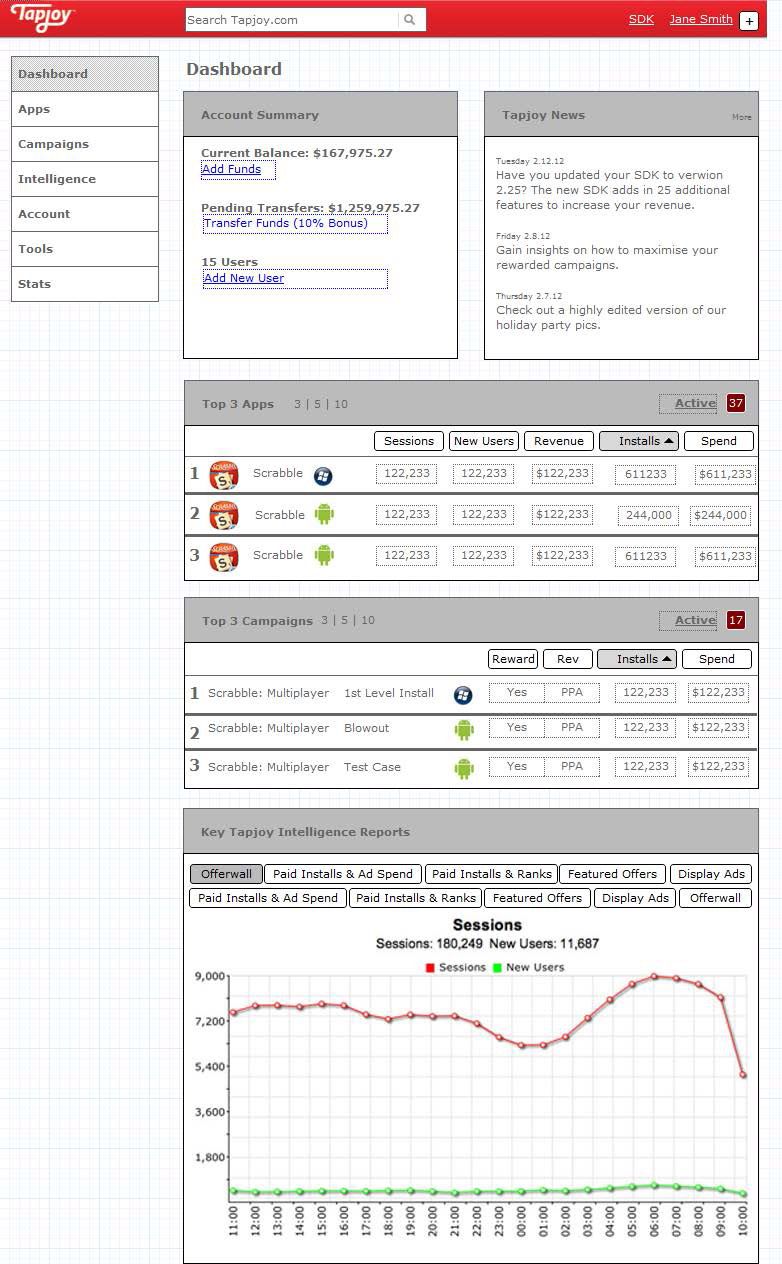 Tapjoy
Search Tapjoy.com
SDK Jane Smith +
Dashboard
Apps
Campaigns
Intelligence
Account
Tools
Stats
Dashboard
Account Summary
Current Balance: $167,975.27
Add Funds
Pending Transfers: $1,259,975.27
Transfer Funds (10% Bonus)
15 Users
Add New User
Tapjoy News More
Tuesday 2.12.12
Have you updated your SDK to verwion
2.25? The new SDK adds in 25 additional
features to increase your revenue.
Friday 2.8.12
Gain insights on how to maximise your
rewarded campaigns.
Thursday 2.7.12
Check out a highly edited version of our
holiday party pics.
Top 3 Apps 3 | 5 | 10 Active 37
Sessions New Users Revenue Installs Spend
1 Scrabble 122,233 122,233 $122,233 611233 $611,233
2 Scrabble 122,233 122,233 $122,233 244,000 $244,000
3 Scrabble 122,233 122,233 $122,233 611233 $611,233
Top 3 Campaigns 3 | 5 | 10 Active 17
Reward Rev Installs Spend
1 Scrabble: Multiplayer 1st Level Install Yes PPA 122,233 $122,233
2 Scrabble: Multiplayer Blowout Yes PPA 122,233 $122,233
3 Scrabble: Multiplayer Test Case Yes PPA 122,233 $122,233
Key Tapjoy Intelligence Reports
Offerwall Paid Installs & Ad Spend Paid Installs & Ranks Featured Offers Display Ads
Paid Installs & Ad Spend Paid Installs & Ranks Featured Offers Display Ads Offerwall
Sessions
Sessions: 180,249 New Users: 11,687
Sessions New Users
9,000
7,200
5,400
3,600
1,800
11:00 12:00 13:00 14:00 15:00 16:00 17:00 18:00 19:00 20:00 21:00 22:00 23:00 00:00 01:00 02:00 03:00 04:00 05:00 06:00 07:00 08:00 09:00 10:00